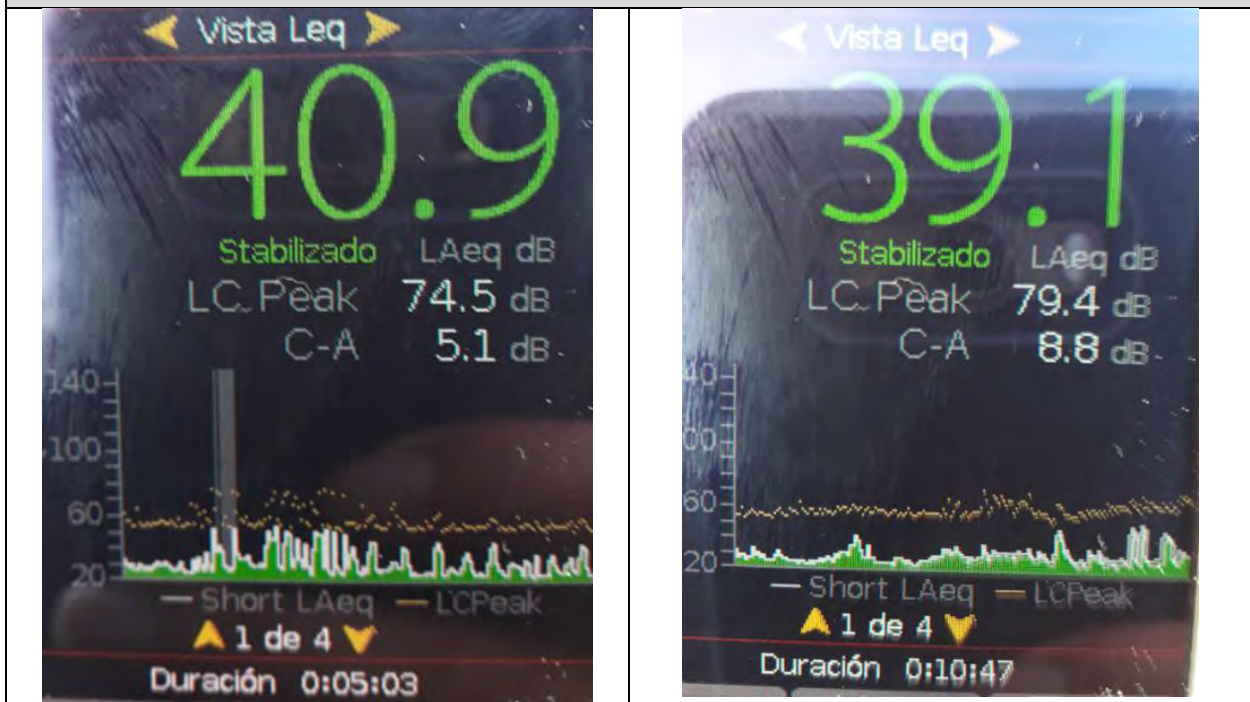 Vista Leq
40.9
Stabilizado LAeq dB
LC Peak 74.5 dB
C-A 5.1 dB
140
100
60
20
Short LAeq LCPeak
1 de 4
Duración 0:05:03
Vista Leq
39.1
Stabilizado LAeq dB
LC Peak 79.4 dB
C-A 8.8 dB
40
00
60
20
Short LAeq LCPeak
1 de 4
Duración 0:10:47